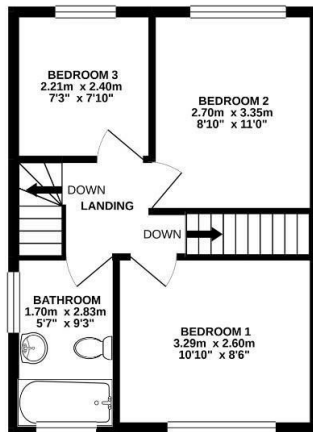 BEDROOM 3
2.21m x 2.40m
7'3" x 7'10"
BEDROOM 2
2.70m x 3.35m
8'10" x 11'0"
DOWN
LANDING
DOWN
BATHROOM
1.70m x 2.83m
5'7" x 9'3"
BEDROOM 1
3.29m x 2.60m
10'10" x 8'6"